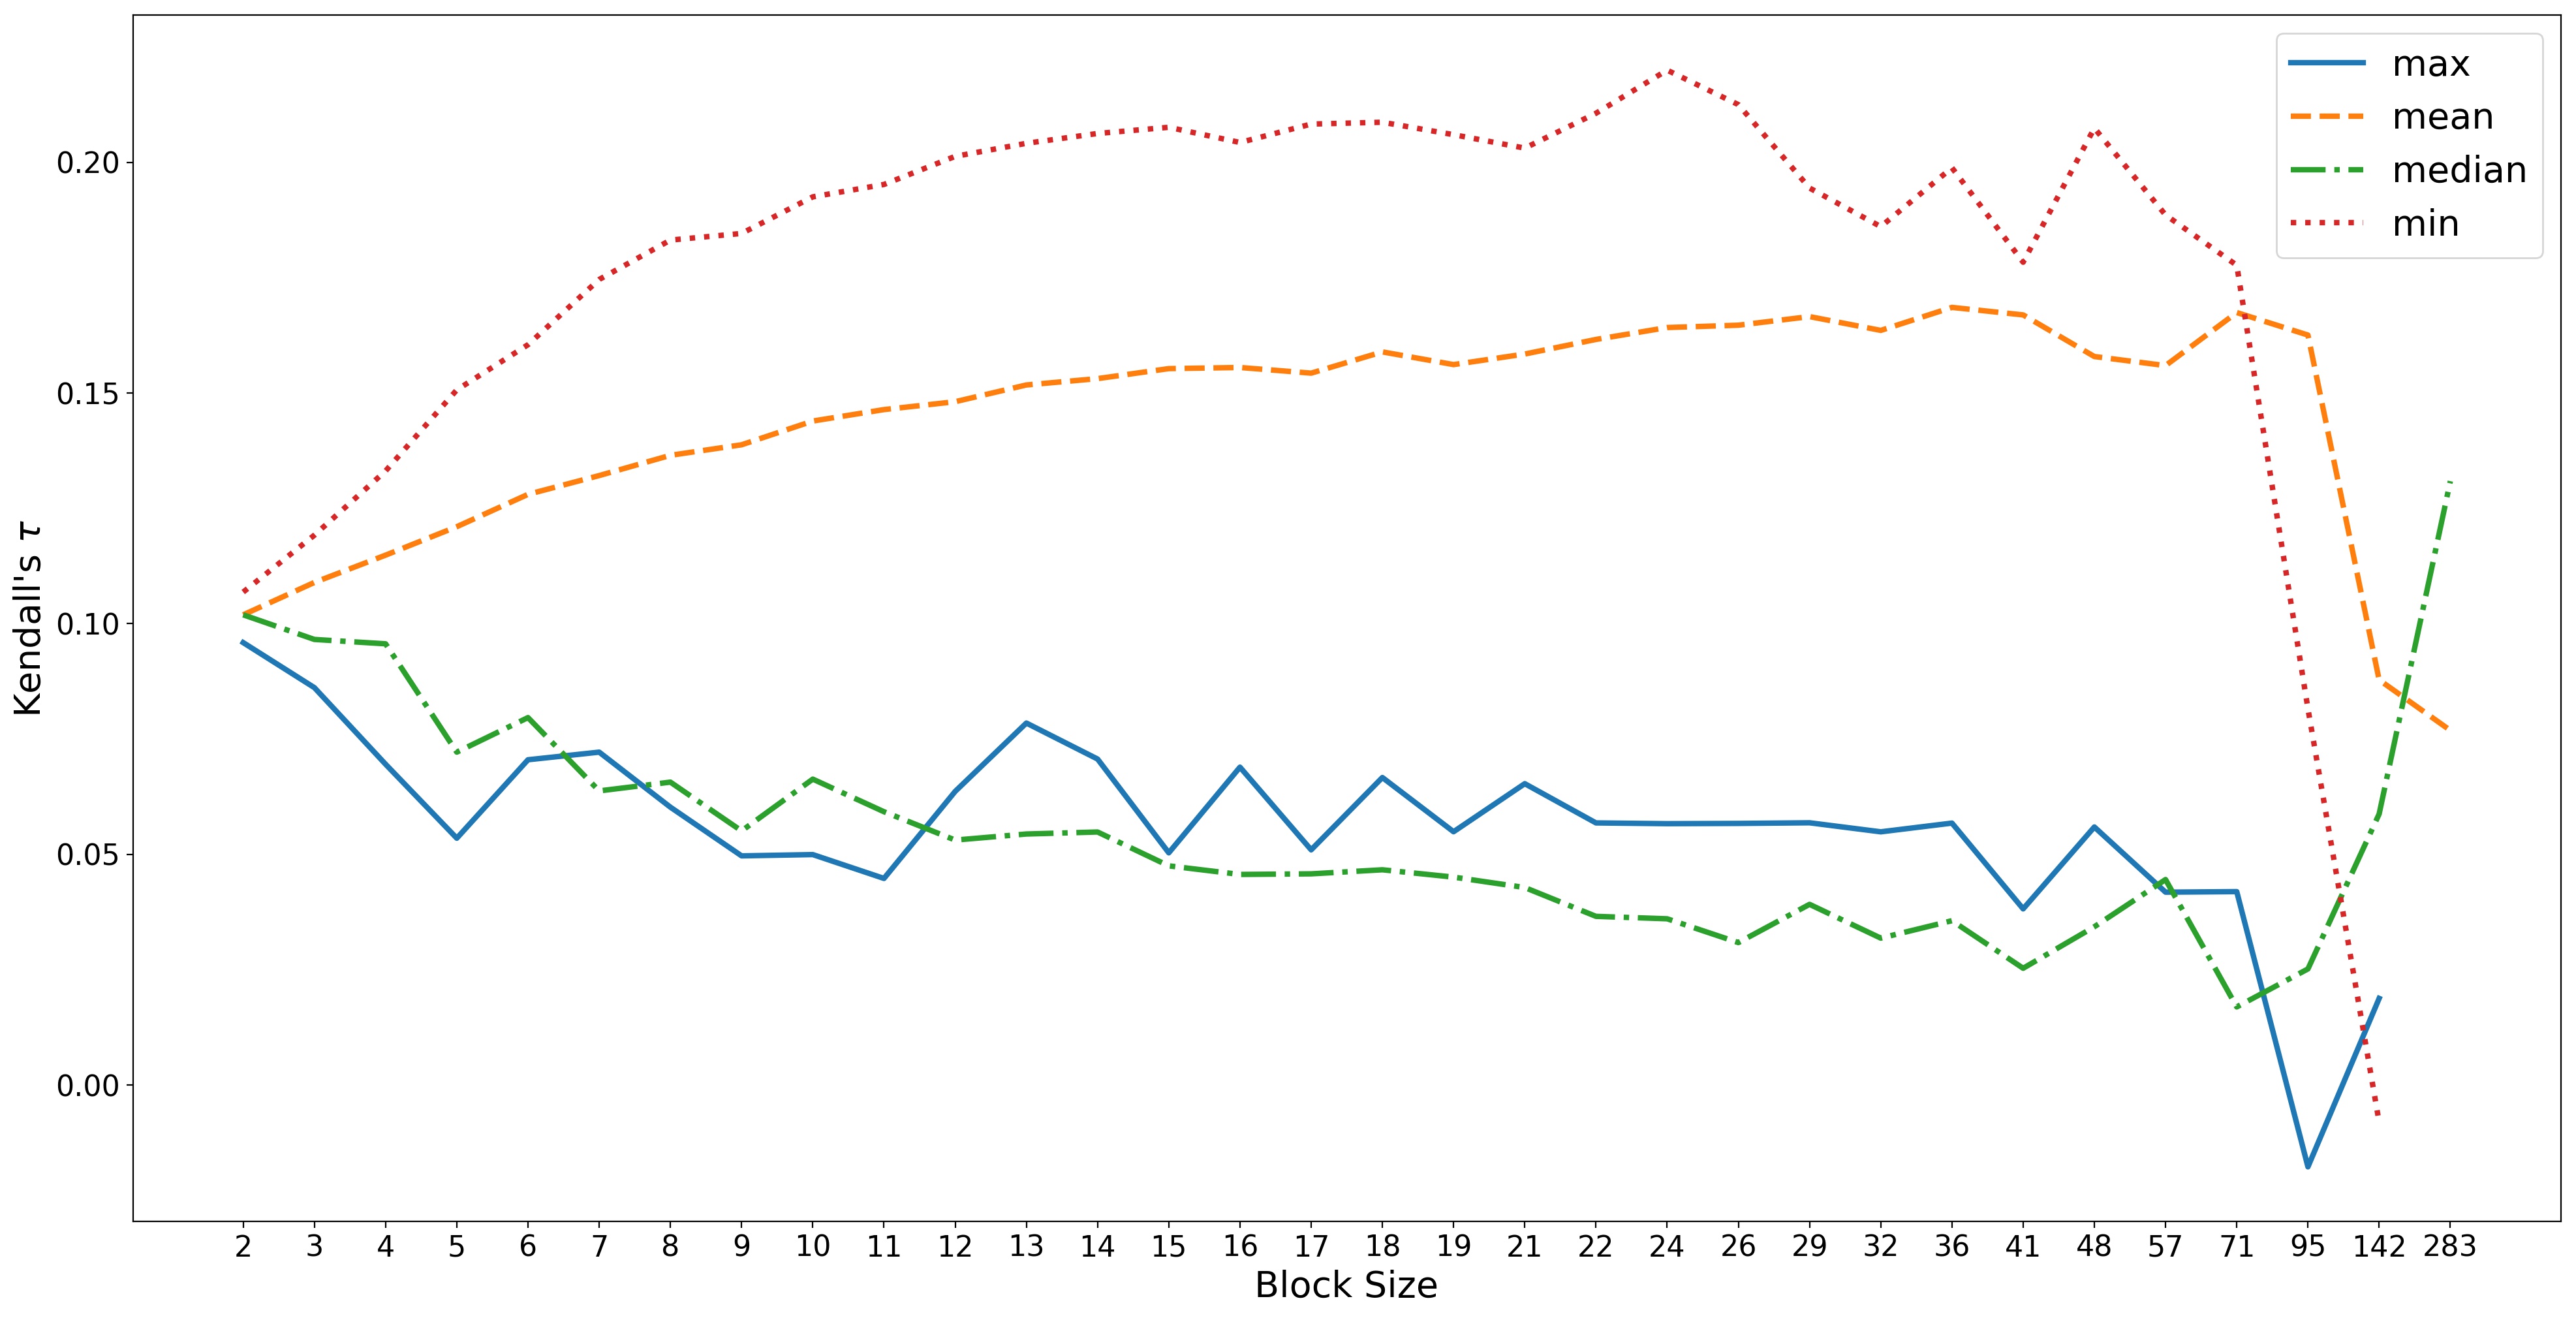 max
mean
median
min
0.20
0.15
0.10
0.05
0.00
Kendall's τ
2 3 4 5 6 7 8 9 10 11 12 13 14 15 16 17 18 19 21 22 24 26 29 32 36 41 48 57 71 95 142 283
Block Size